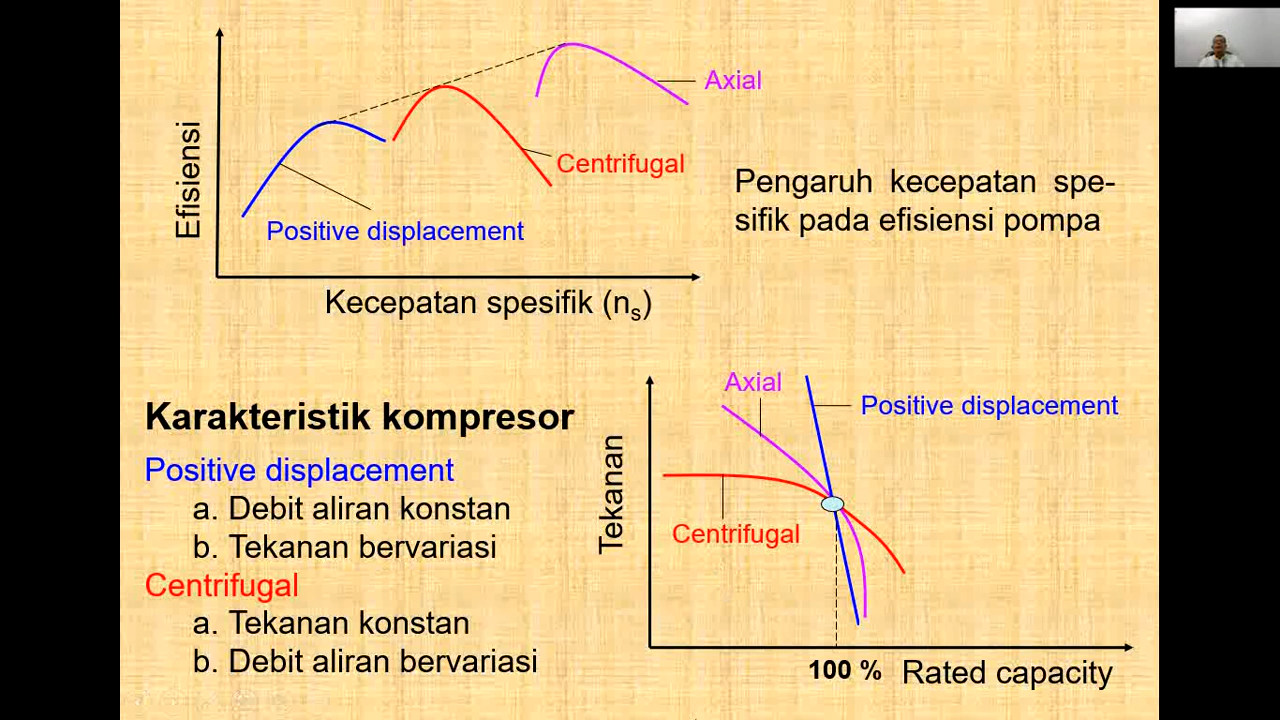 Axial
Centrifugal
Positive displacement
Efisiensi
Kecepatan spesifik (ns)
Pengaruh kecepatan spe-
sifik pada efisiensi pompa
Karakteristik kompresor
Positive displacement
a. Debit aliran konstan
b. Tekanan bervariasi
Centrifugal
a. Tekanan konstan
b. Debit aliran bervariasi
Axial
Positive displacement
Tekanan
Centrifugal
100 %
Rated capacity